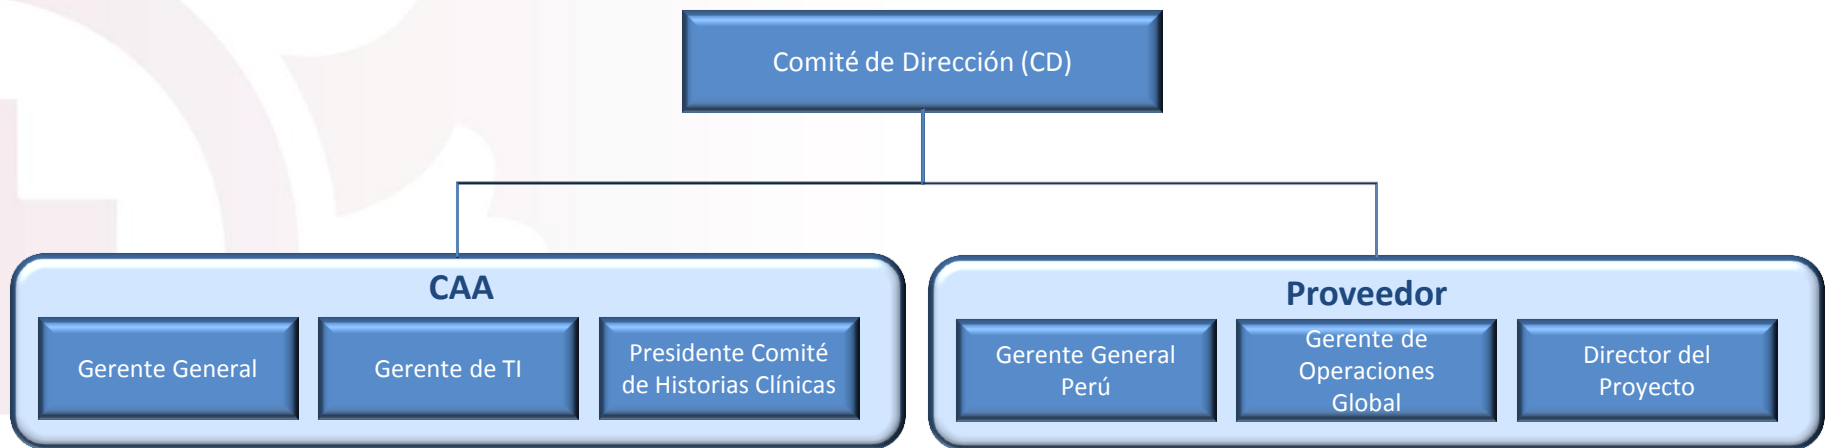 Comité de Dirección (CD)
CAA
Gerente General
Gerente de TI
Presidente Comité
de Historias Clínicas
Proveedor
Gerente General
Perú
Gerente de
Operaciones
Global
Director del
Proyecto